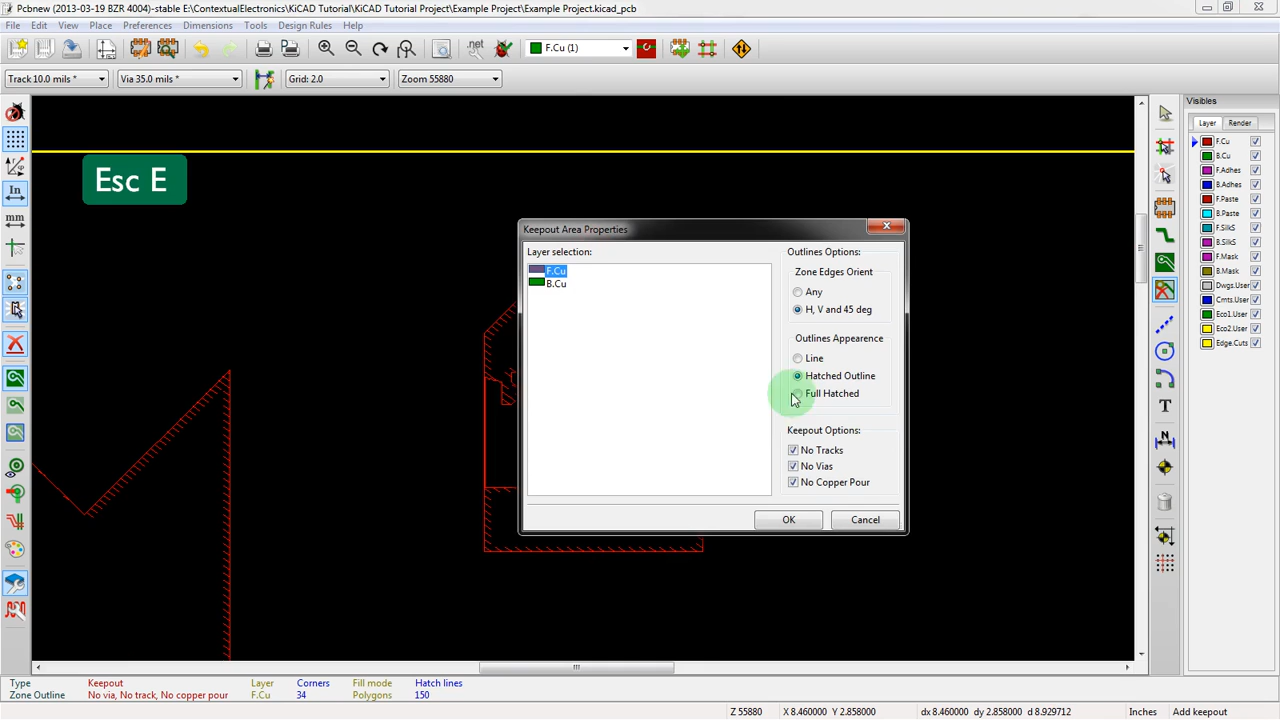 Pcbnew (2013-03-19 BZR 4004)-stable E:\ContextualElectronics\KiCAD Tutorial\KiCAD Tutorial Project\Example Project\Example Project.kicad_pcb
File Edit View Place Preferences Dimensions Tools Design Rules Help
.net F.Cu (1)
Track 10.0 mils * Via 35.0 mils * Grid: 2.0 Zoom 55880
Visibles
Layer Render
Esc E
In
mm
F.Cu
B.Cu
F.Adhes
B.Adhes
F.Paste
B.Paste
F.SilkS
B.SilkS
F.Mask
B.Mask
Dwgs.User
Cmts.User
Eco1.User
Eco2.User
Edge.Cuts
Keepout Area Properties
Layer selection:
F.Cu
B.Cu
Outlines Options:
Zone Edges Orient
Any
H, V and 45 deg
Outlines Appearence
Line
Hatched Outline
Full Hatched
Keepout Options:
No Tracks
No Vias
No Copper Pour
OK Cancel
T
N
Type Keepout Layer Corners Fill mode Hatch lines
Zone Outline No via, No track, No copper pour F.Cu 34 Polygons 150
Z 55880 X 8.460000 Y 2.858000 dx 8.460000 dy 2.858000 d 8.929712 Inches Add keepout